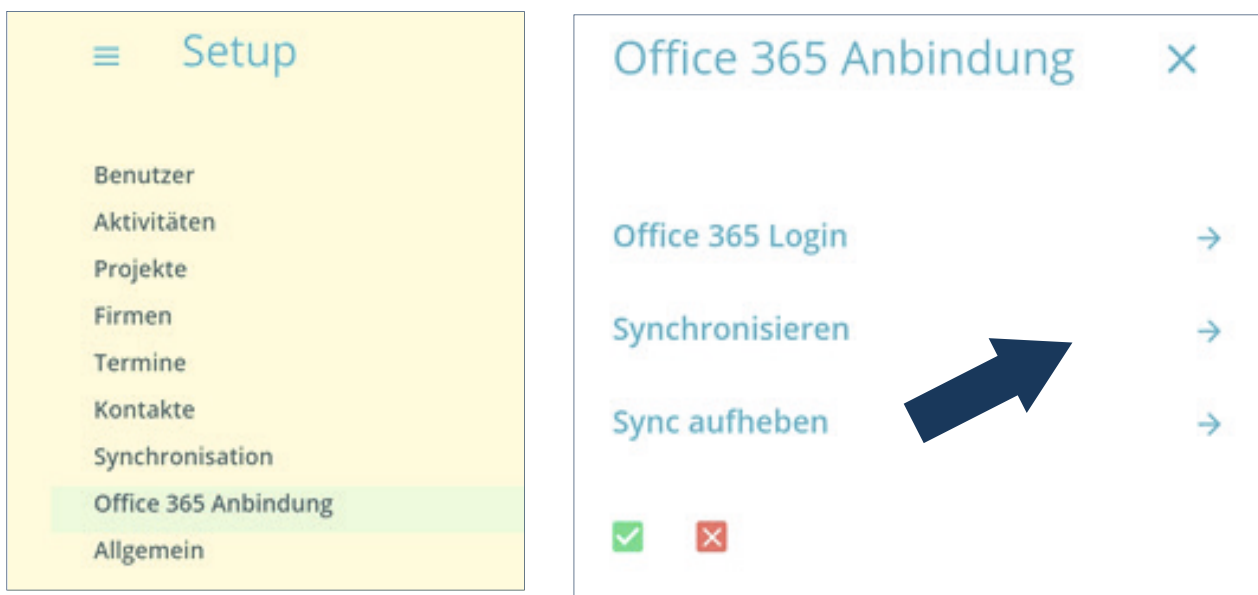 Setup
Benutzer
Aktivitäten
Projekte
Firmen
Termine
Kontakte
Synchronisation
Office 365 Anbindung
Allgemein
Office 365 Anbindung
Office 365 Login
Synchronisieren
Sync aufheben